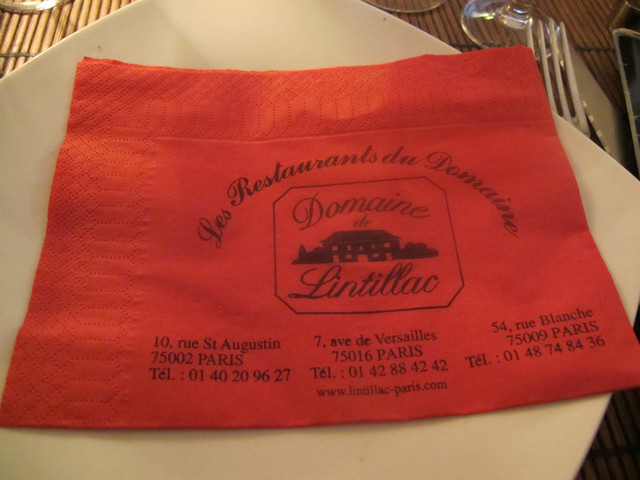 Les Restaurants du Domaine
Domaine
de
Lintillac
10, rue St Augustin
75002 PARIS
Tél. : 01 40 20 96 27
7, ave de Versailles
75016 PARIS
Tél. : 01 42 88 42 42
54, rue Blanche
75009 PARIS
Tél. : 01 48 74 84 36
www.lintillac-paris.com